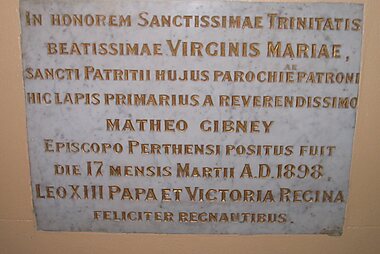 IN HONOREM SANCTISSIMAE TRINITATIS
BEATISSIMAE VIRGINIS MARIAE,
SANCTI PATRITII HUJUS PAROCHIEAE PATRONI
HIC LAPIS PRIMARIUS A REVERENDISSIMO
MATHEO GIBNEY
EPISCOPO PERTHENSI POSITUS FUIT
DIE 17 MENSIS MARTII A.D. 1898.
LEO XIII PAPA ET VICTORIA REGINA
FELICITER REGNANTIBUS.